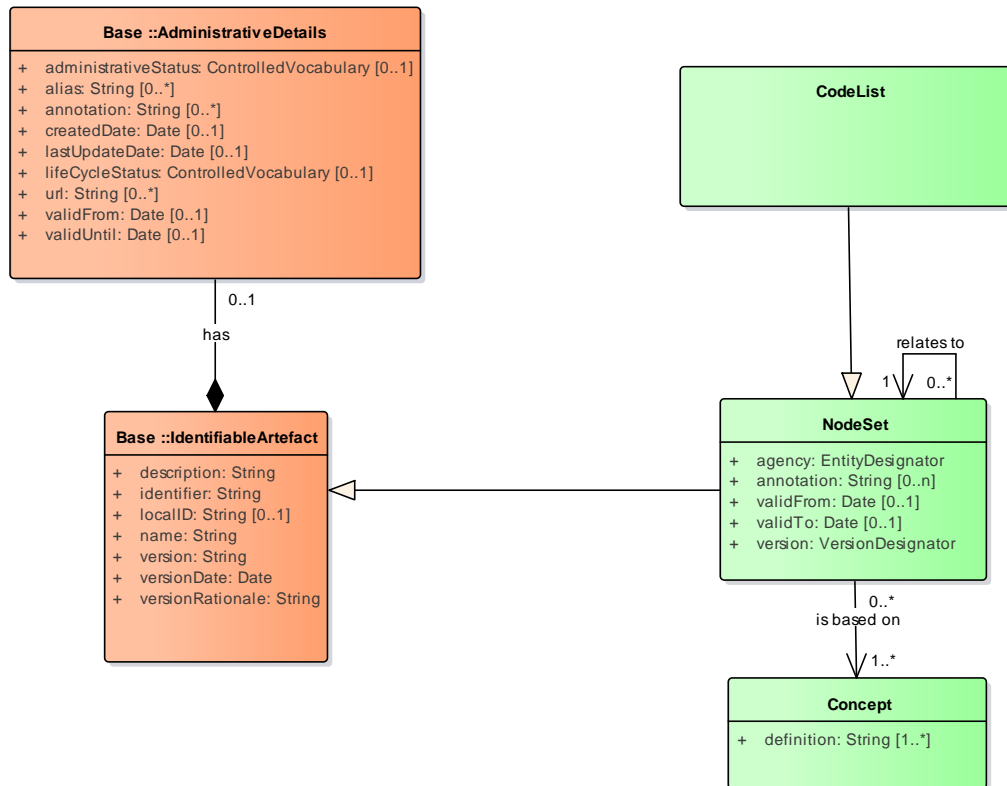 Base ::AdministrativeDetails
+ administrativeStatus: ControlledVocabulary [0..1]
+ alias: String [0..*]
+ annotation: String [0..*]
+ createdDate: Date [0..1]
+ lastUpdateDate: Date [0..1]
+ lifeCycleStatus: ControlledVocabulary [0..1]
+ url: String [0..*]
+ validFrom: Date [0..1]
+ validUntil: Date [0..1]
CodeList
0..1
has
relates to
1
0..*
Base ::IdentifiableArtefact
+ description: String
+ identifier: String
+ localID: String [0..1]
+ name: String
+ version: String
+ versionDate: Date
+ versionRationale: String
NodeSet
+ agency: EntityDesignator
+ annotation: String [0..n]
+ validFrom: Date [0..1]
+ validTo: Date [0..1]
+ version: VersionDesignator
0..*
is based on
1..*
Concept
+ definition: String [1..*]